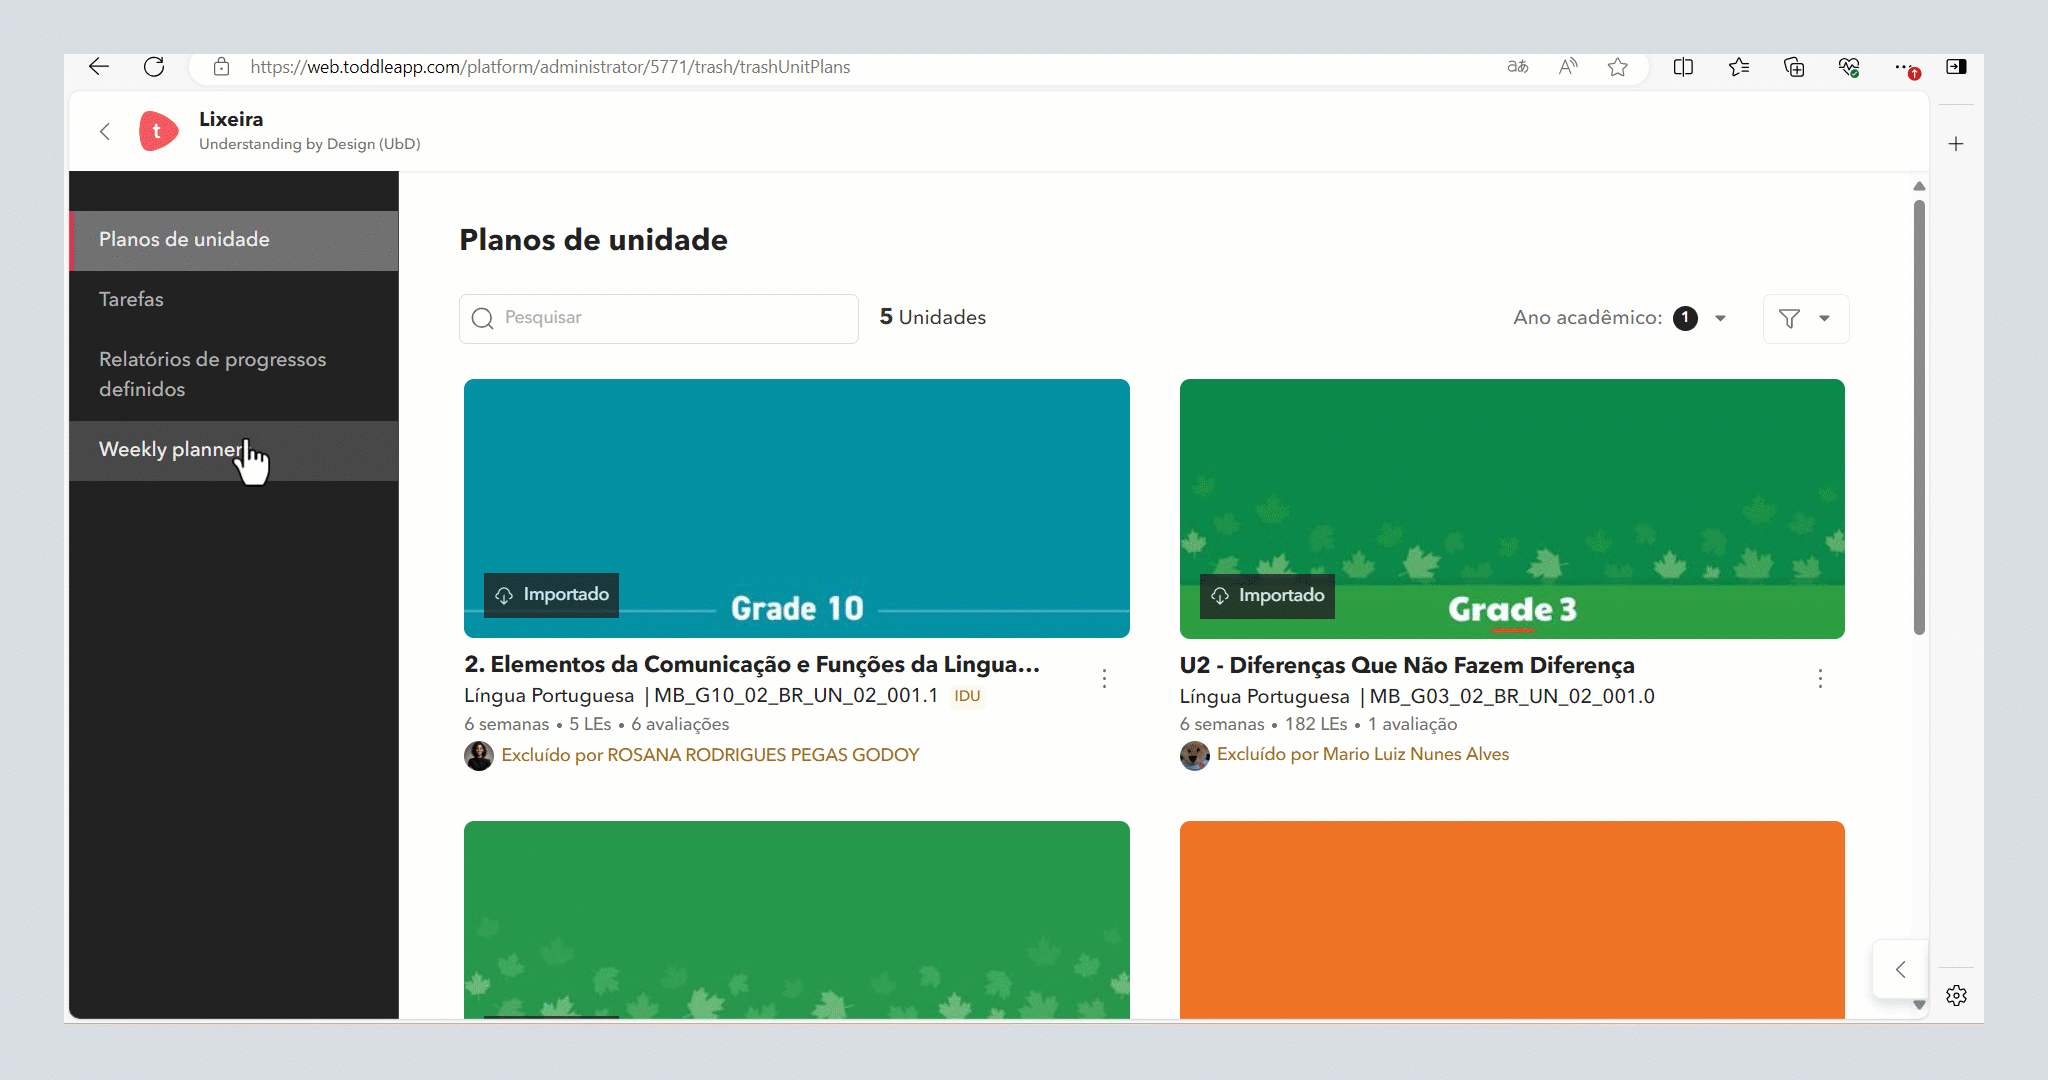 https://web.toddleapp.com/platform/administrator/5771/trash/trashUnitPlans
t
Lixeira
Understanding by Design (UbD)
Planos de unidade
Tarefas
Relatórios de progressos
definidos
Weekly planner
Planos de unidade
Pesquisar
5 Unidades
Ano acadêmico: 1
Importado
Grade 10
2. Elementos da Comunicação e Funções da Lingua...
Língua Portuguesa | MB_G10_02_BR_UN_02_001.1 IDU
6 semanas • 5 LEs • 6 avaliações
Excluído por ROSANA RODRIGUES PEGAS GODOY
Importado
Grade 3
U2 - Diferenças Que Não Fazem Diferença
Língua Portuguesa | MB_G03_02_BR_UN_02_001.0
6 semanas • 182 LEs • 1 avaliação
Excluído por Mario Luiz Nunes Alves